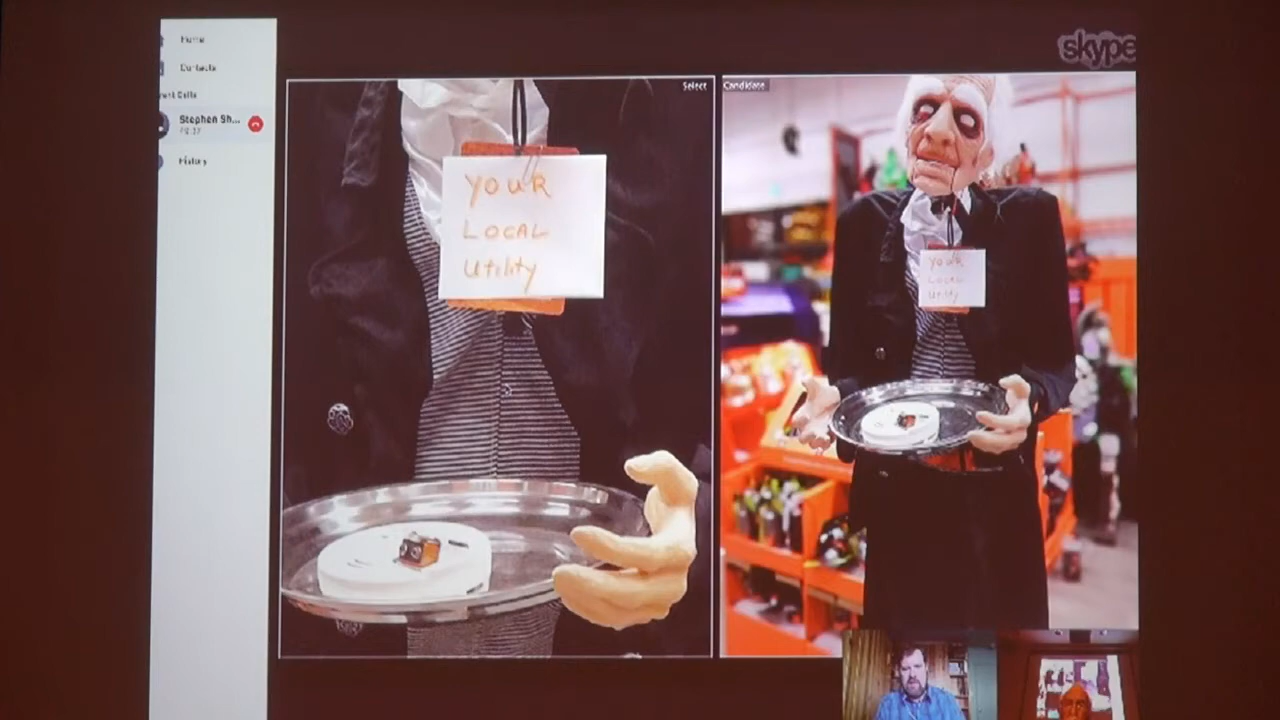 Home
Contacts
skype
Select
Candidate
Stephen Sh...
History
YOUR
LOCAL
Utility
YOUR
LOCAL
Utility